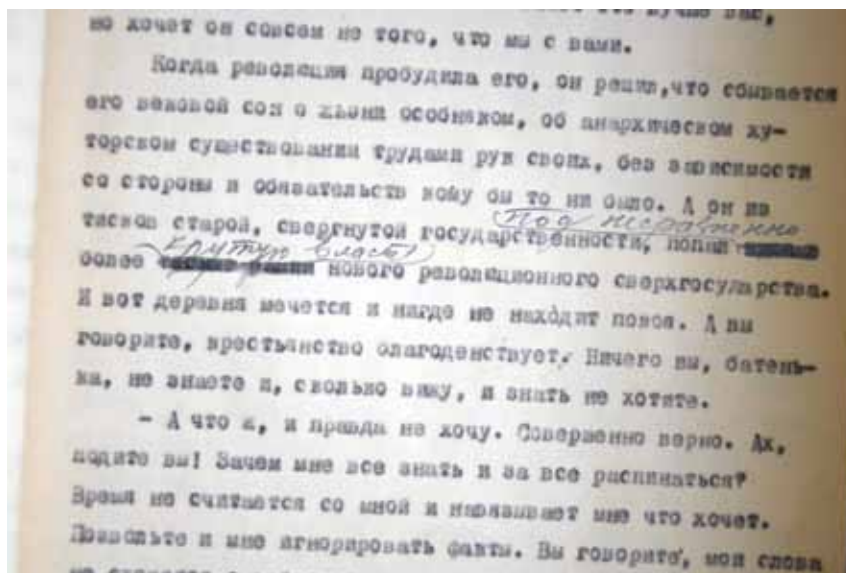 лучше вас,
но хочет он совсем не того, что мы с вами.
Когда революция пробудила его, он решил,что сбывается
его вековой сон о жизни особняком, об анархическом ху-
торском существовании трудами рук своих, без зависимости
со стороны и обязательств кому бы то ни было. А он из
под несравненно
тисков старой, свергнутой государственности, попал
крутую власть
более нового революционного сверхгосударства.
И вот деревня мечется и нигде не находит покоя. А вы
говорите, крестьянство благоденствует. Ничего вы, батень-
ка, не знаете и, сколько вижу, и знать не хотите.
- А что ж, и правда не хочу. Совершенно верно. Ах,
подите вы! Зачем мне все знать и за все распинаться?
Время не считается со мной и навязывает мне что хочет.
Позвольте и мне игнорировать факты. Вы говорите, мои слова
не